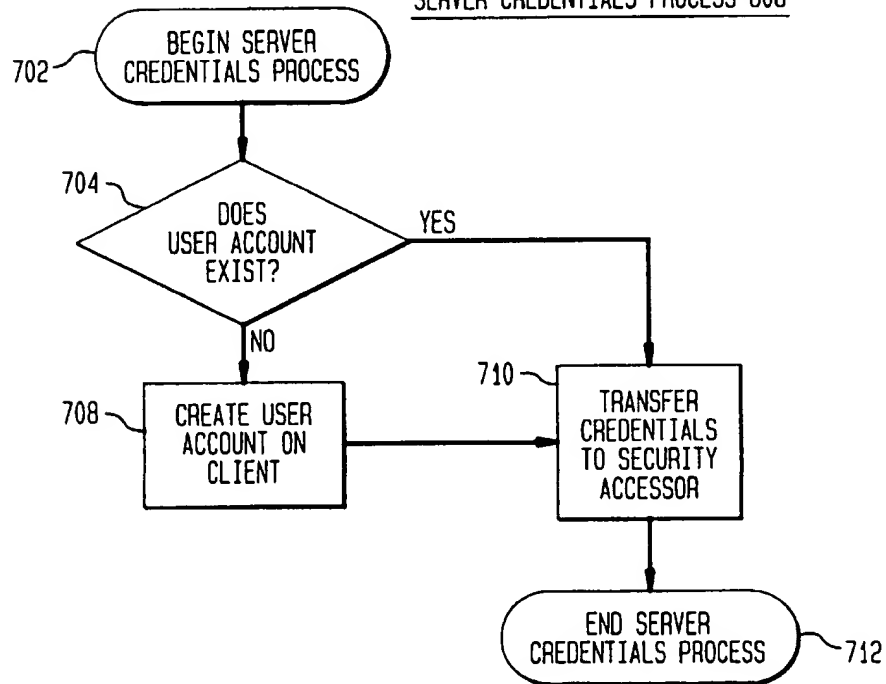 SERVER CREDENTIALS PROCESS
702
BEGIN SERVER
CREDENTIALS PROCESS
704
DOES
USER ACCOUNT
EXIST?
YES
NO
708
CREATE USER
ACCOUNT ON
CLIENT
710
TRANSFER
CREDENTIALS
TO SECURITY
ACCESSOR
END SERVER
CREDENTIALS PROCESS
712